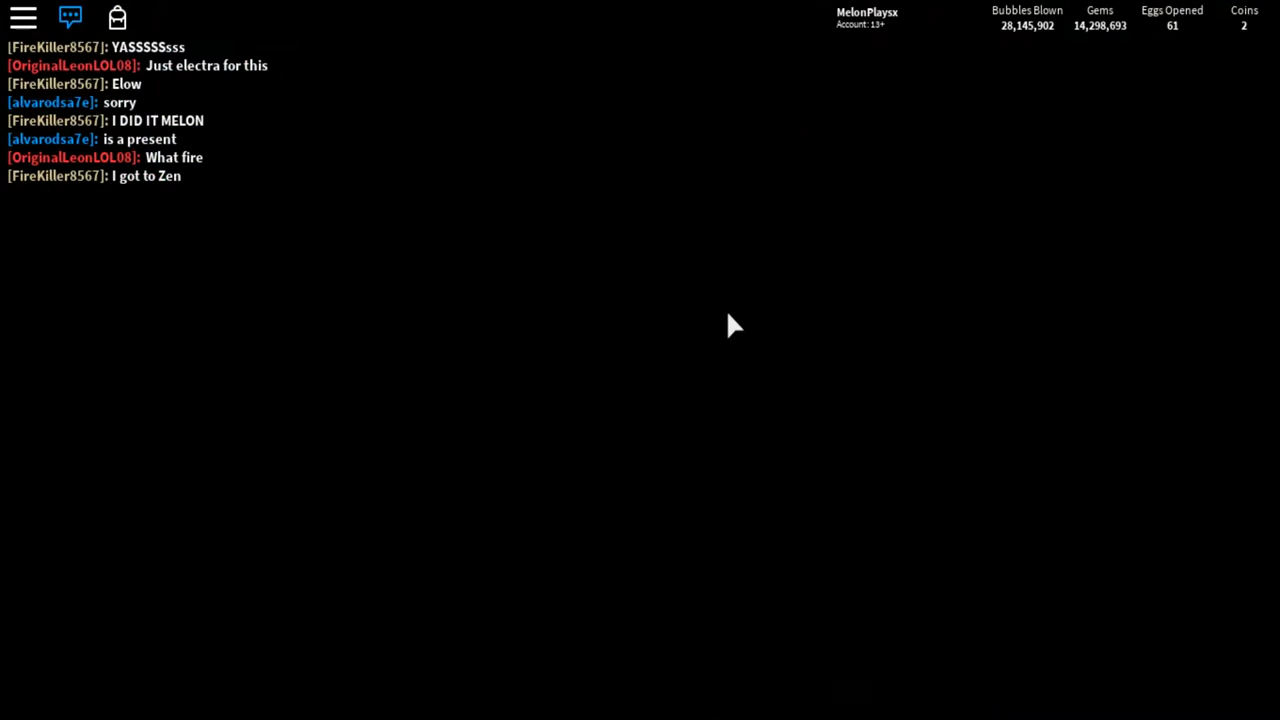 MelonPlaysx
Account: 13+
Bubbles Blown
28,145,902
Gems
14,298,693
Eggs Opened
61
Coins
2
[FireKiller8567]: YASSSSSsss
[OriginalLeonLOL08]: Just electra for this
[FireKiller8567]: Elow
[alvarodsa7e]: sorry
[FireKiller8567]: I DID IT MELON
[alvarodsa7e]: is a present
[OriginalLeonLOL08]: What fire
[FireKiller8567]: I got to Zen